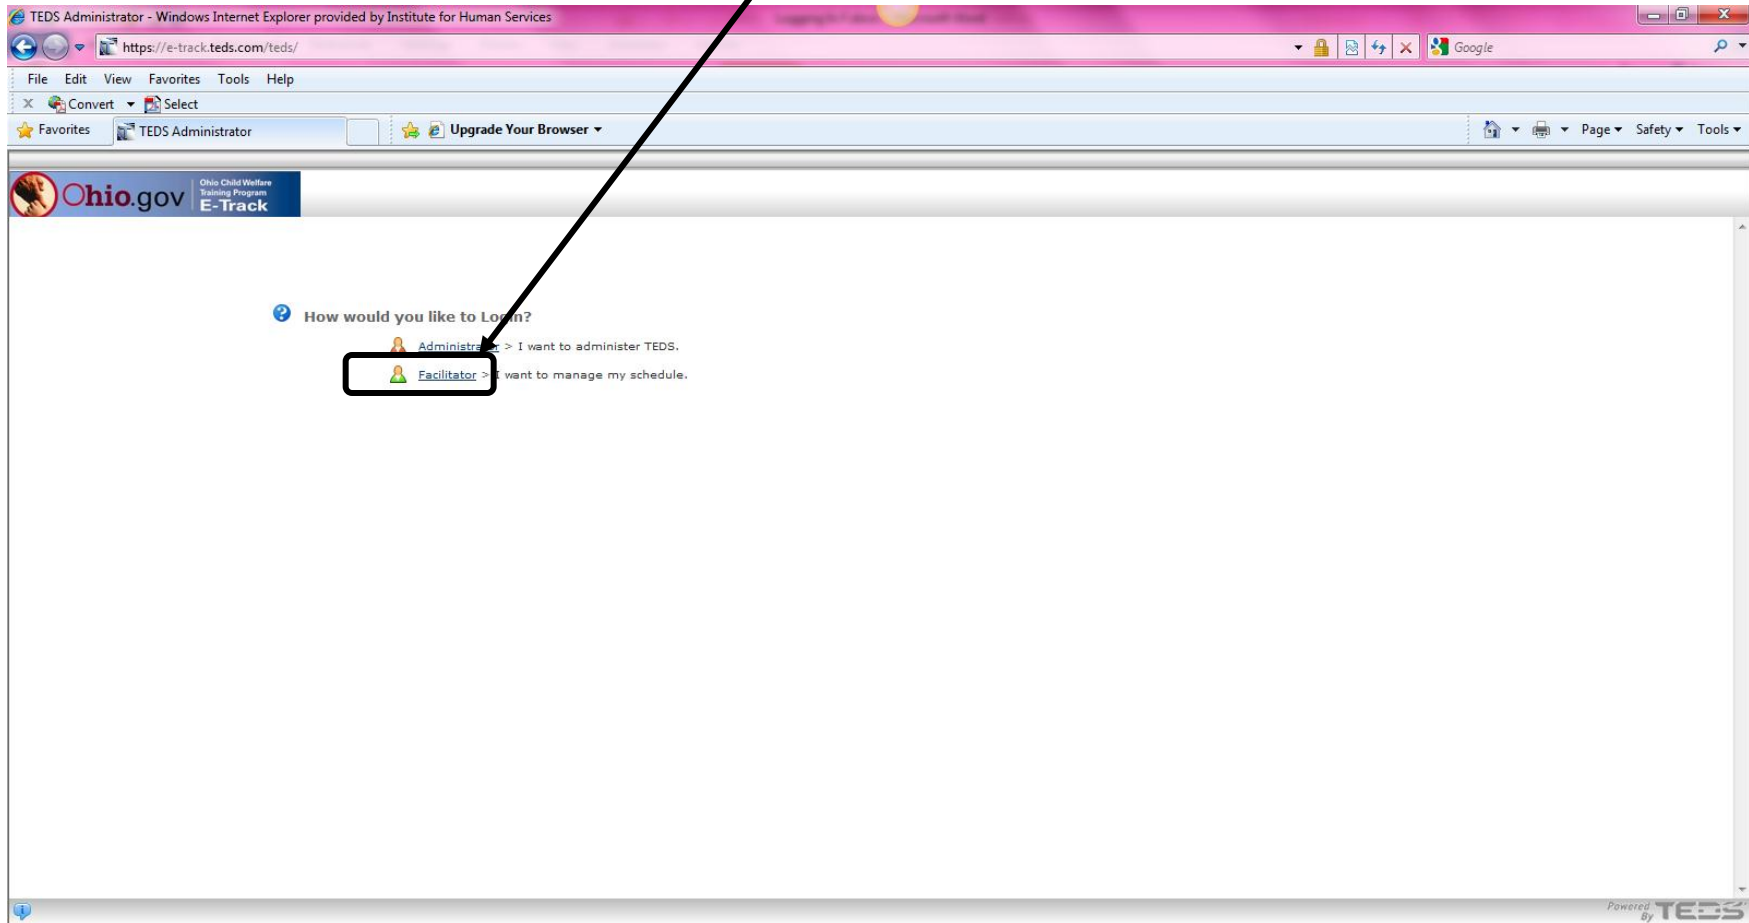 TEDS Administrator - Windows Internet Explorer provided by Institute for Human Services
https://e-track.teds.com/teds/
Google
File Edit View Favorites Tools Help
X Convert Select
Favorites TEDS Administrator Upgrade Your Browser Page Safety Tools
Ohio.gov
Ohio Child Welfare
Training Program
E-Track
How would you like to Login?
Administrator > I want to administer TEDS.
Facilitator > I want to manage my schedule.
Powered
By TEDS